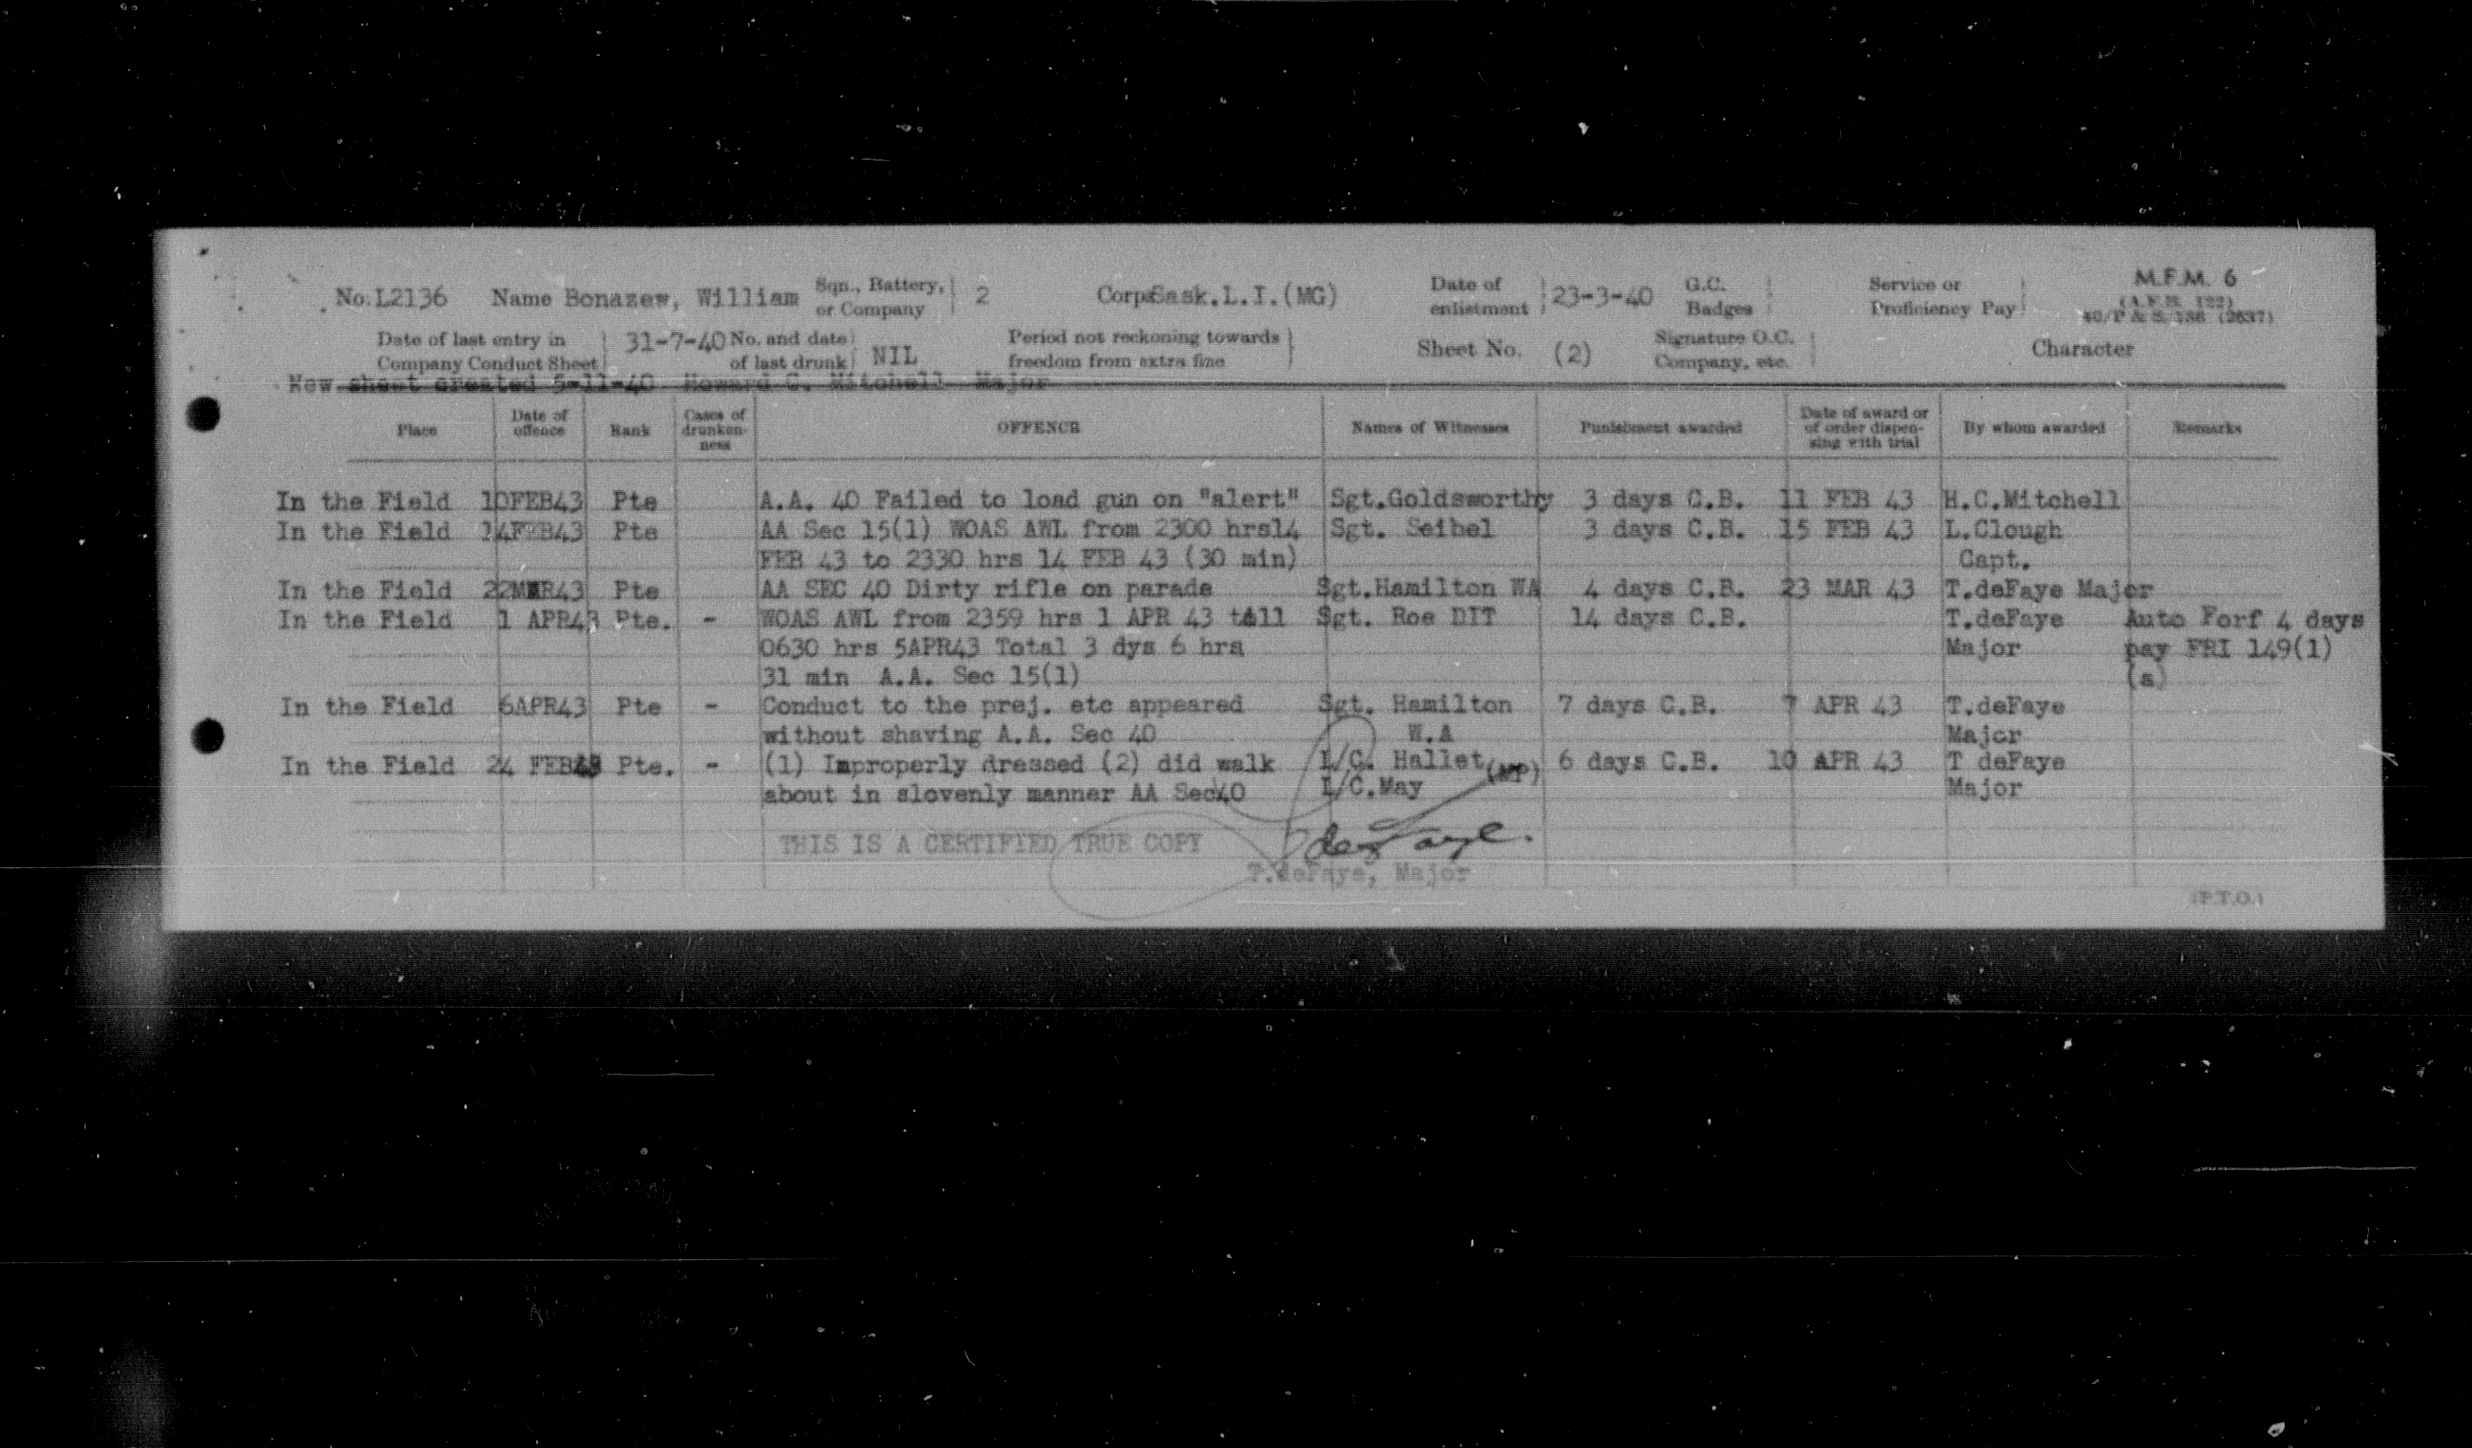 No. L2136 Name Bonazew, William Sqn., Battery, or Company 2 Corps Sask.L.I.(MG) Date of enlistment 23-3-40 G.C. Badges Service or Proficiency Pay M.F.M. 6
Date of last entry in Company Conduct Sheet 31-7-40 No. and date of last drunk NIL Period not reckoning towards freedom from extra fine Sheet No. (2) Signature O.C. Company, etc. Character
New sheet created 5-11-40 Howard C. Mitchell Major
Place Date of offence Rank Cases of drunkenness OFFENCE Names of Witnesses Punishment awarded Date of award or of order dispensing with trial By whom awarded Remarks
In the Field 10FEB43 Pte A.A. 40 Failed to load gun on "alert" Sgt.Goldsworthy 3 days C.B. 11 FEB 43 H.C.Mitchell
In the Field 14FEB43 Pte AA Sec 15(1) WOAS AWL from 2300 hrs14 Sgt. Seibel 3 days C.B. 15 FEB 43 L.Clough
FEB 43 to 2330 hrs 14 FEB 43 (30 min) Capt.
In the Field 22MAR43 Pte AA SEC 40 Dirty rifle on parade Sgt.Hamilton WA 4 days C.B. 23 MAR 43 T.deFaye Major
In the Field 1 APR43 Pte. - WOAS AWL from 2359 hrs 1 APR 43 till Sgt. Roe DIT 14 days C.B. T.deFaye Auto Forf 4 days
0630 hrs 5APR43 Total 3 dys 6 hrs Major pay FRI 149(1)
31 min A.A. Sec 15(1) (a)
In the Field 6APR43 Pte - Conduct to the prej. etc appeared Sgt. Hamilton 7 days C.B. 7 APR 43 T.deFaye
without shaving A.A. Sec 40 W.A Major
In the Field 24 FEB43 Pte. - (1) Improperly dressed (2) did walk L/C. Hallet (MP) 6 days C.B. 10 APR 43 T deFaye
about in slovenly manner AA Sec 40 L/C.May Major
THIS IS A CERTIFIED TRUE COPY T deFaye.
T.deFaye, Major
(P.T.O.)